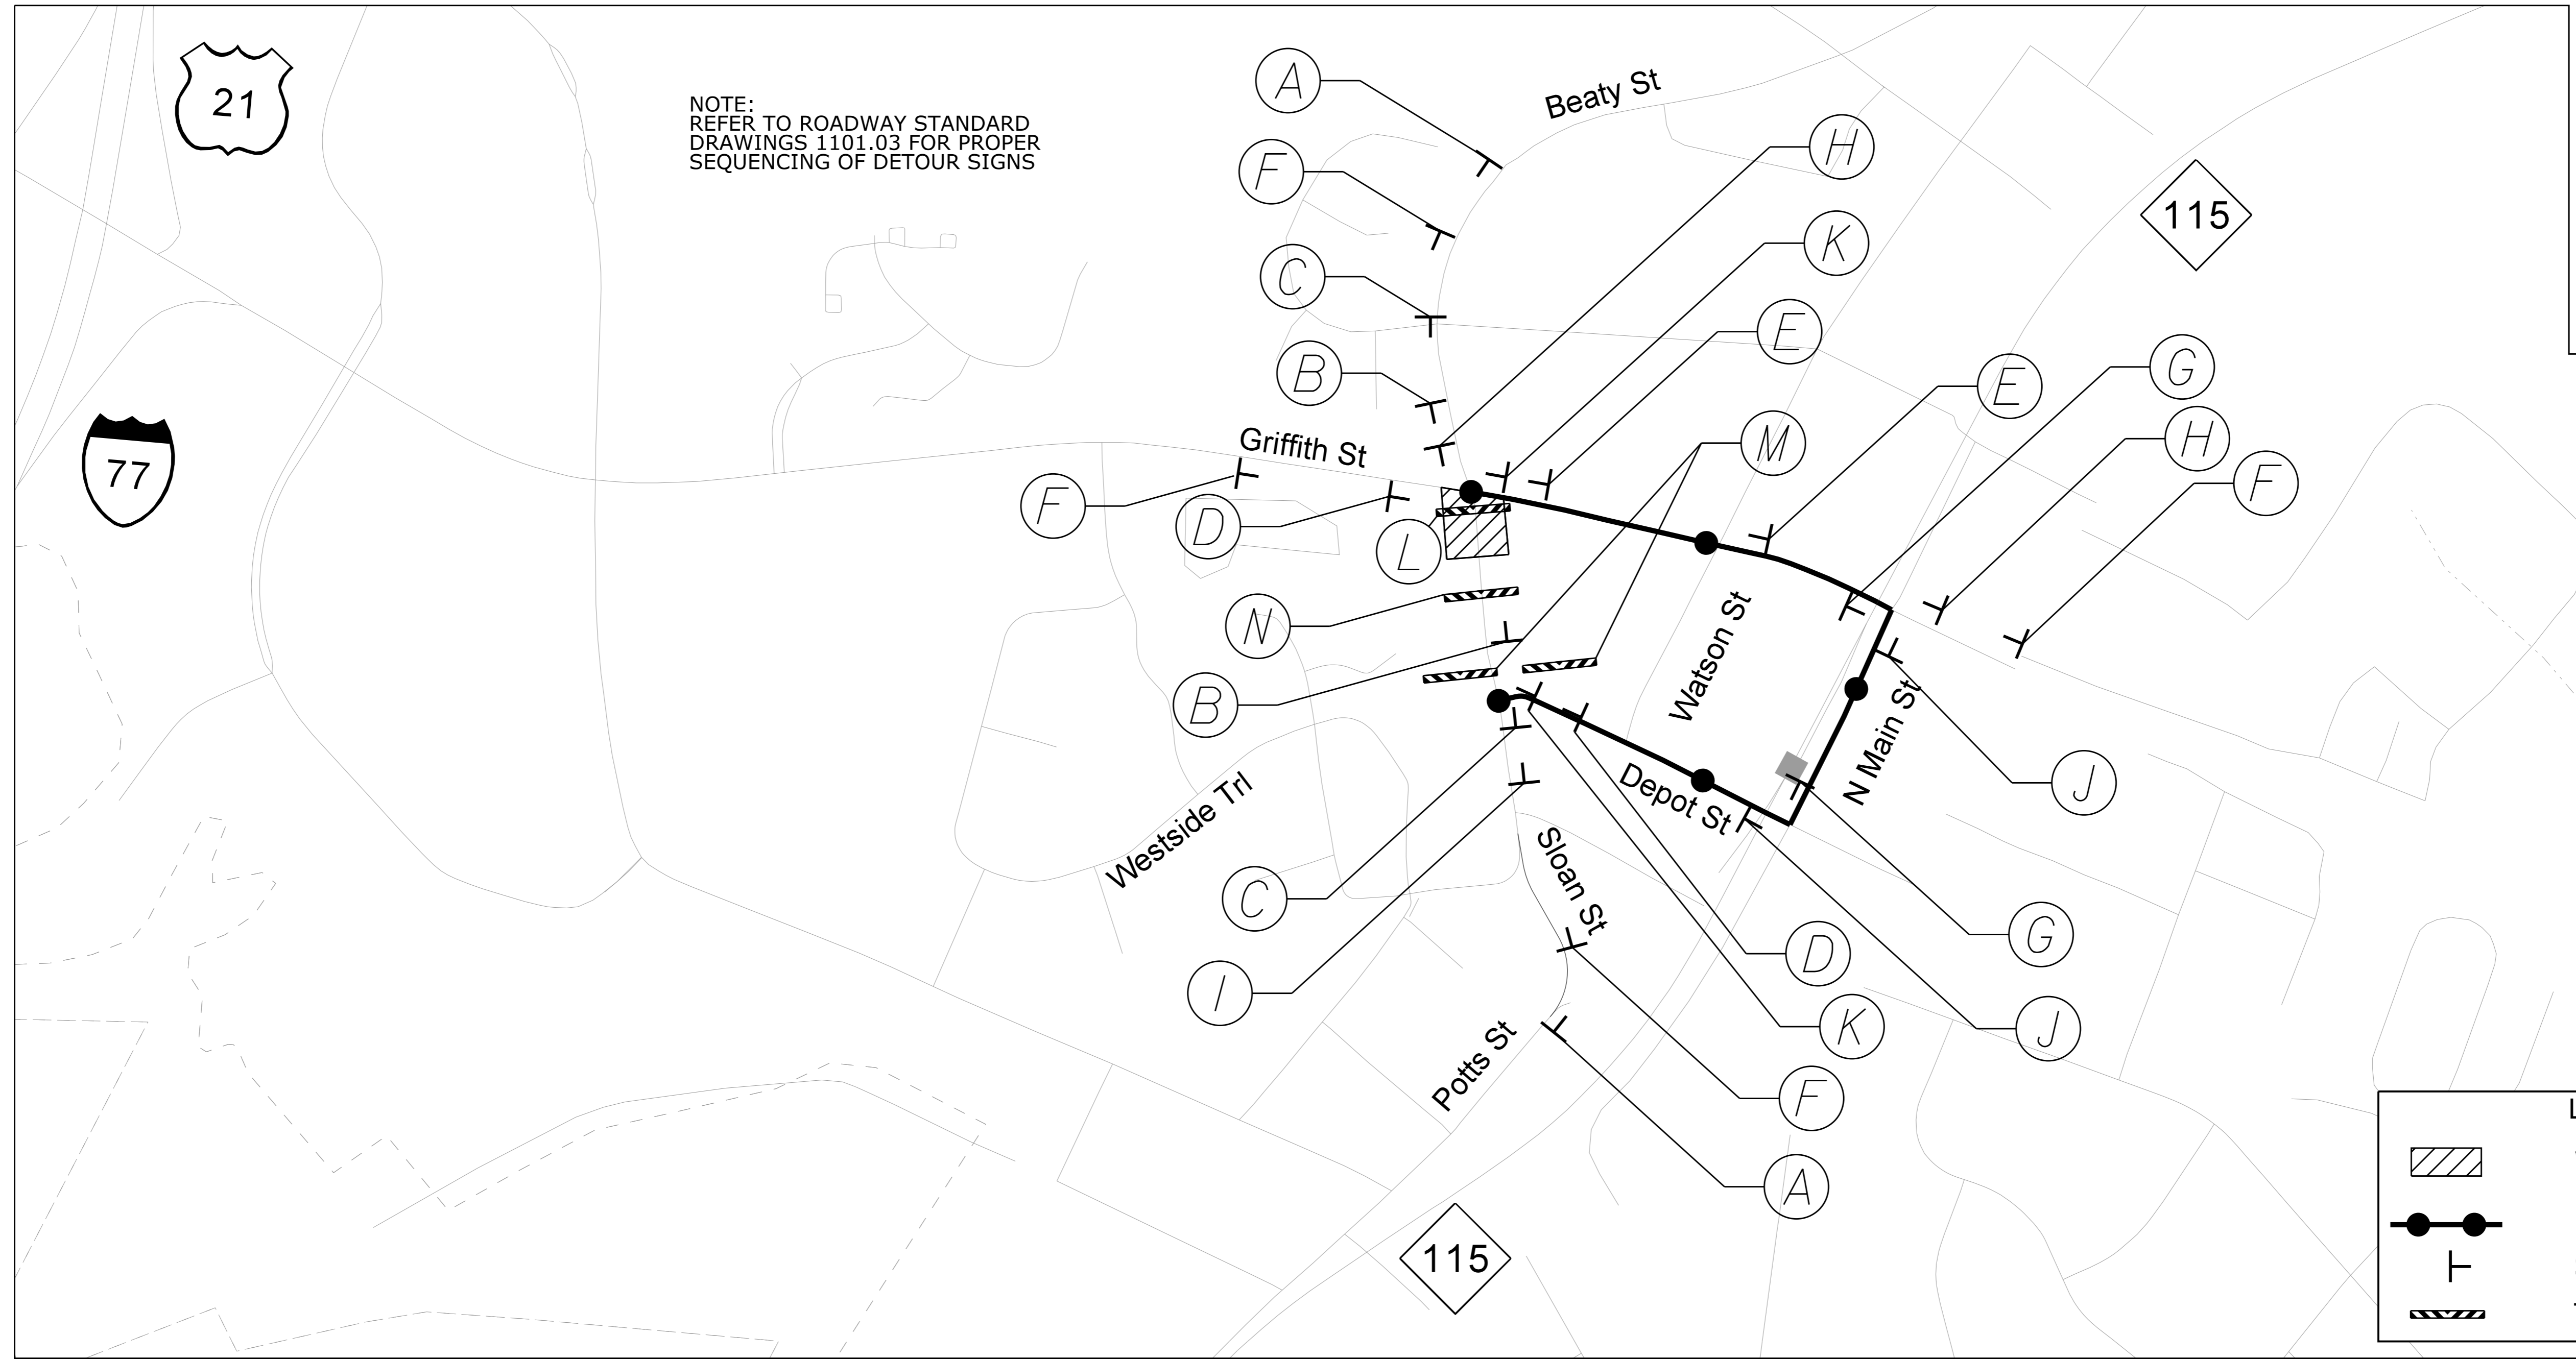 21
NOTE:
REFER TO ROADWAY STANDARD
DRAWINGS 1101.03 FOR PROPER
SEQUENCING OF DETOUR SIGNS
A
Beaty St
H
F
115
K
C
E
G
B
E
H
Griffith St
M
77
F
F
D
L
N
Watson St
B
N Main St
J
Depot St
Westside Trl
Sloan St
C
G
D
I
K
J
Potts St
F
A
L
115